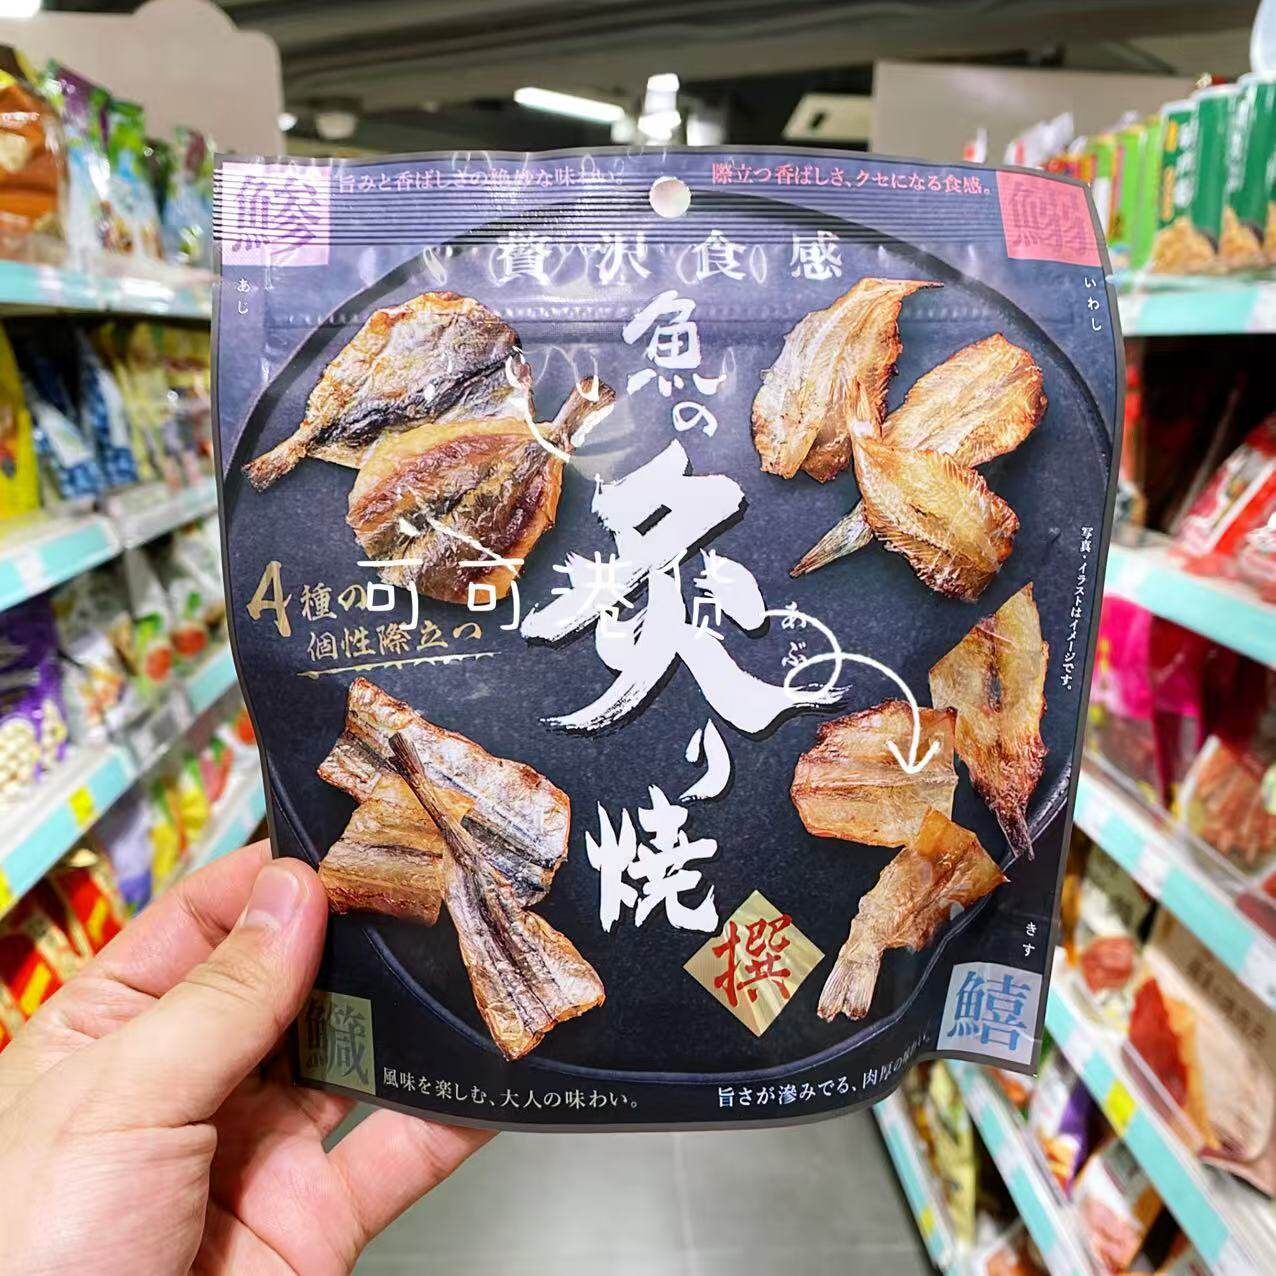 旨みと香ばしさの絶妙な味わい。
際立つ香ばしさ、クセになる食感。
鯵
あじ
鰯
いわし
贅沢食感
魚の
炙り
あぶ
焼
撰
4種の
個性際立つ
可可港货
写真・イラストはイメージです。
きす
鱚
鱵
風味を楽しむ、大人の味わい。
旨さが滲みでる、肉厚の味わい。